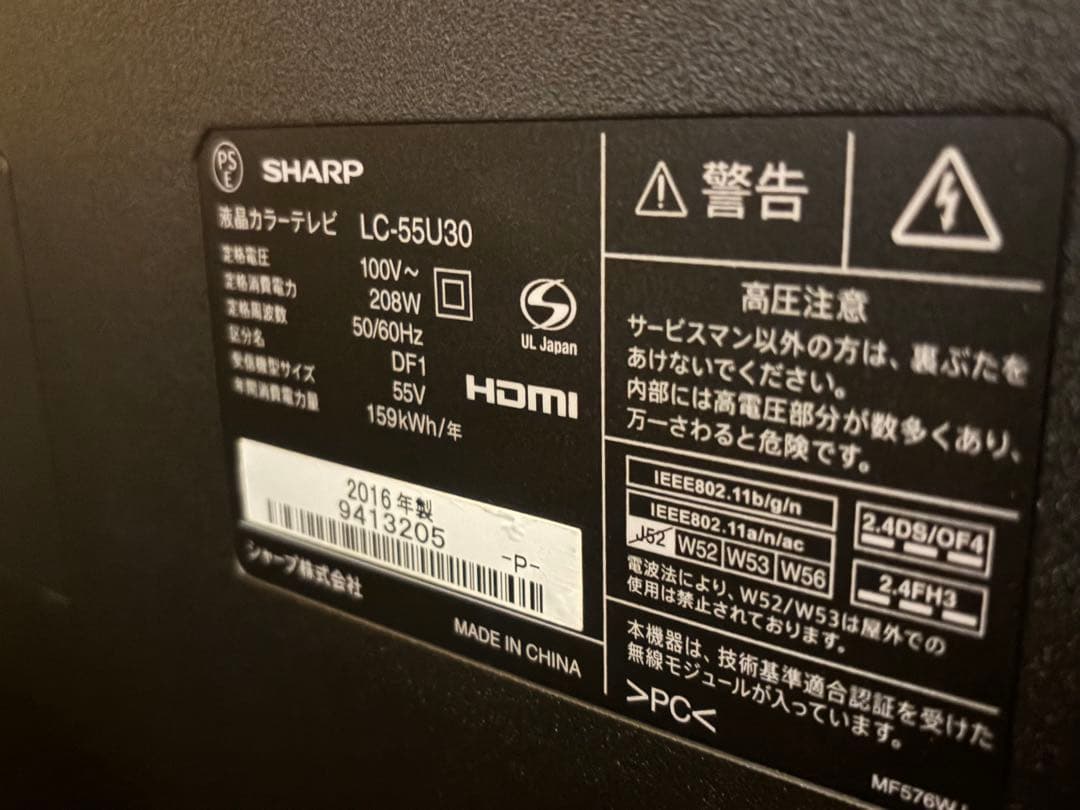 PS
E
SHARP
液晶カラーテレビ LC-55U30
定格電圧 100V~
定格消費電力 208W
定格周波数 50/60Hz
区分名 DF1
受信機型サイズ 55V
年間消費電力量 159kWh/年
UL Japan
HDMI
2016年製
9413205
-P-
シャープ株式会社
MADE IN CHINA
警告
高圧注意
サービスマン以外の方は、裏ぶたを
あけないでください。
内部には高電圧部分が数多くあり、
万一さわると危険です。
IEEE802.11b/g/n
IEEE802.11a/n/ac
J52 W52 W53 W56
2.4DS/OF4
2.4FH3
電波法により、W52/W53は屋外での
使用は禁止されております。
本機器は、技術基準適合認証を受けた
無線モジュールが入っています。
>PC<